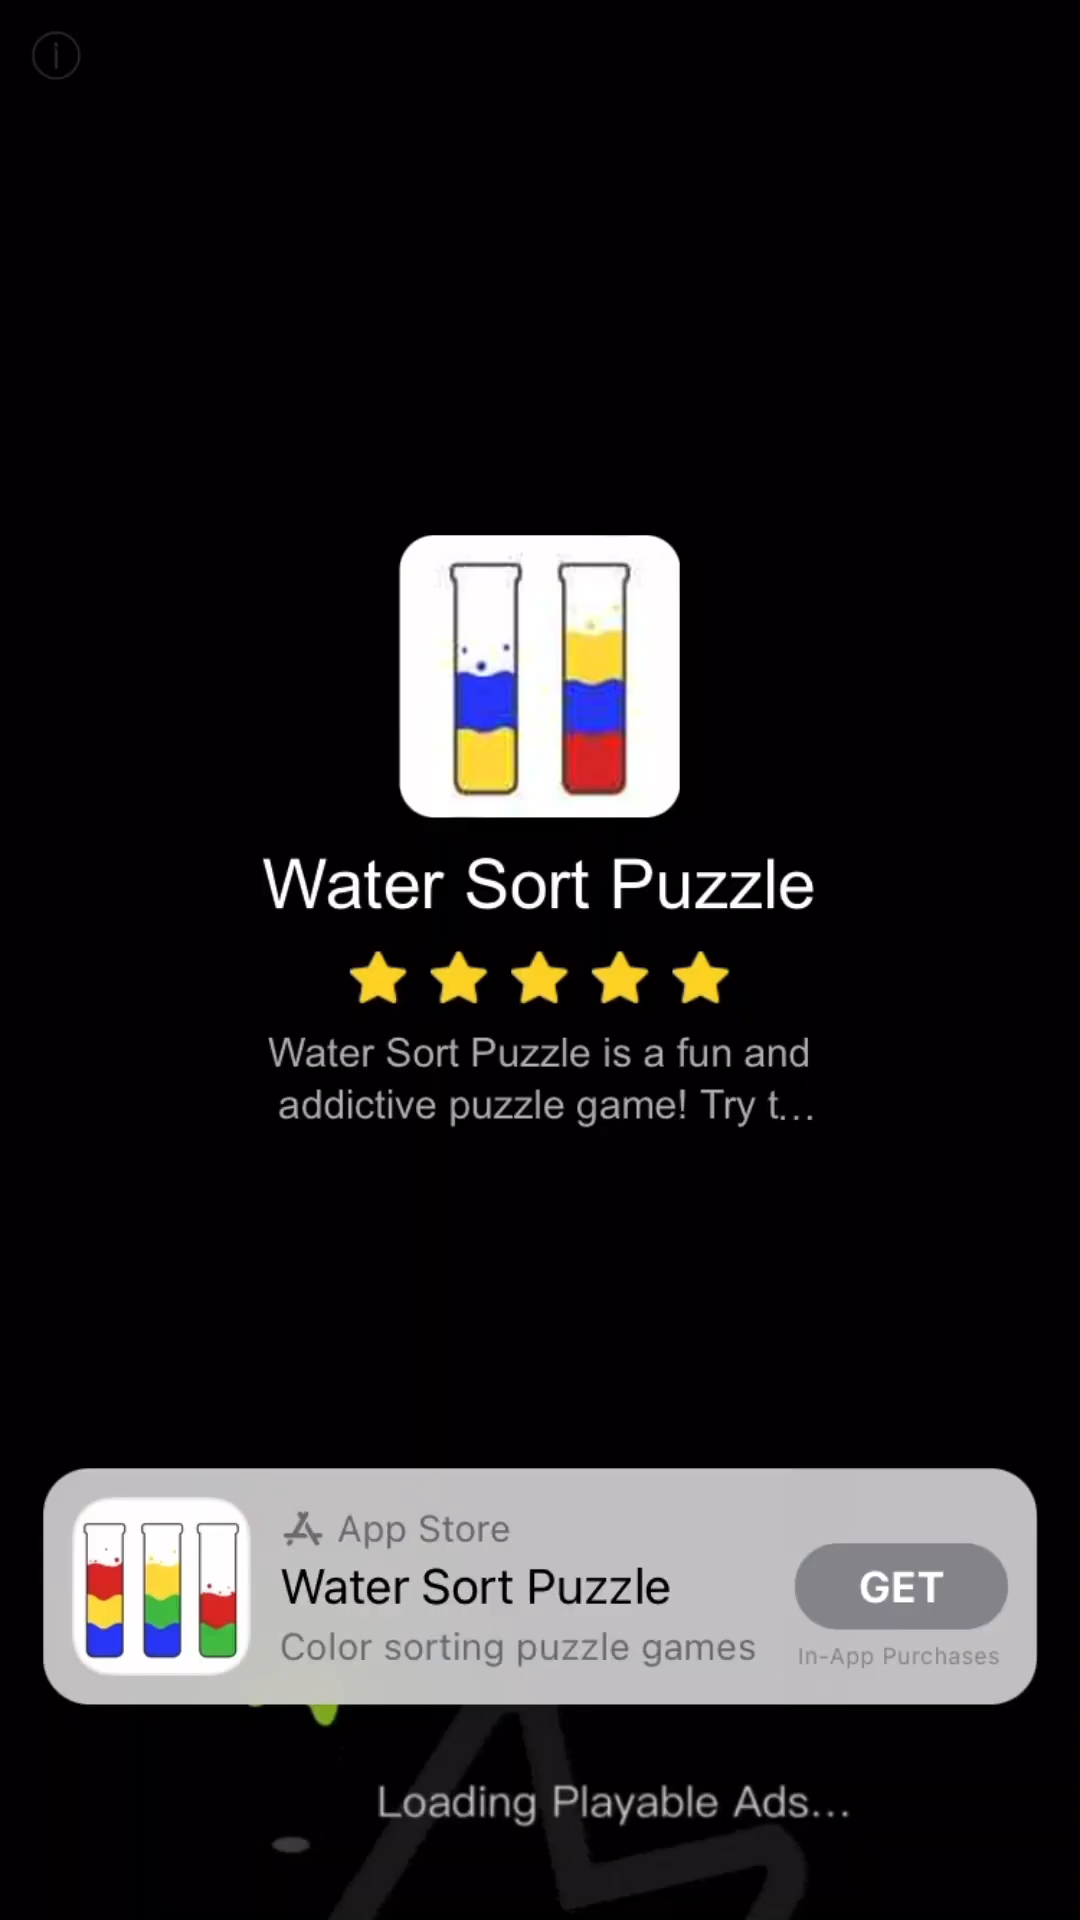 i
Water Sort Puzzle
Water Sort Puzzle is a fun and
addictive puzzle game! Try t...
App Store
Water Sort Puzzle
Color sorting puzzle games
GET
In-App Purchases
Loading Playable Ads...